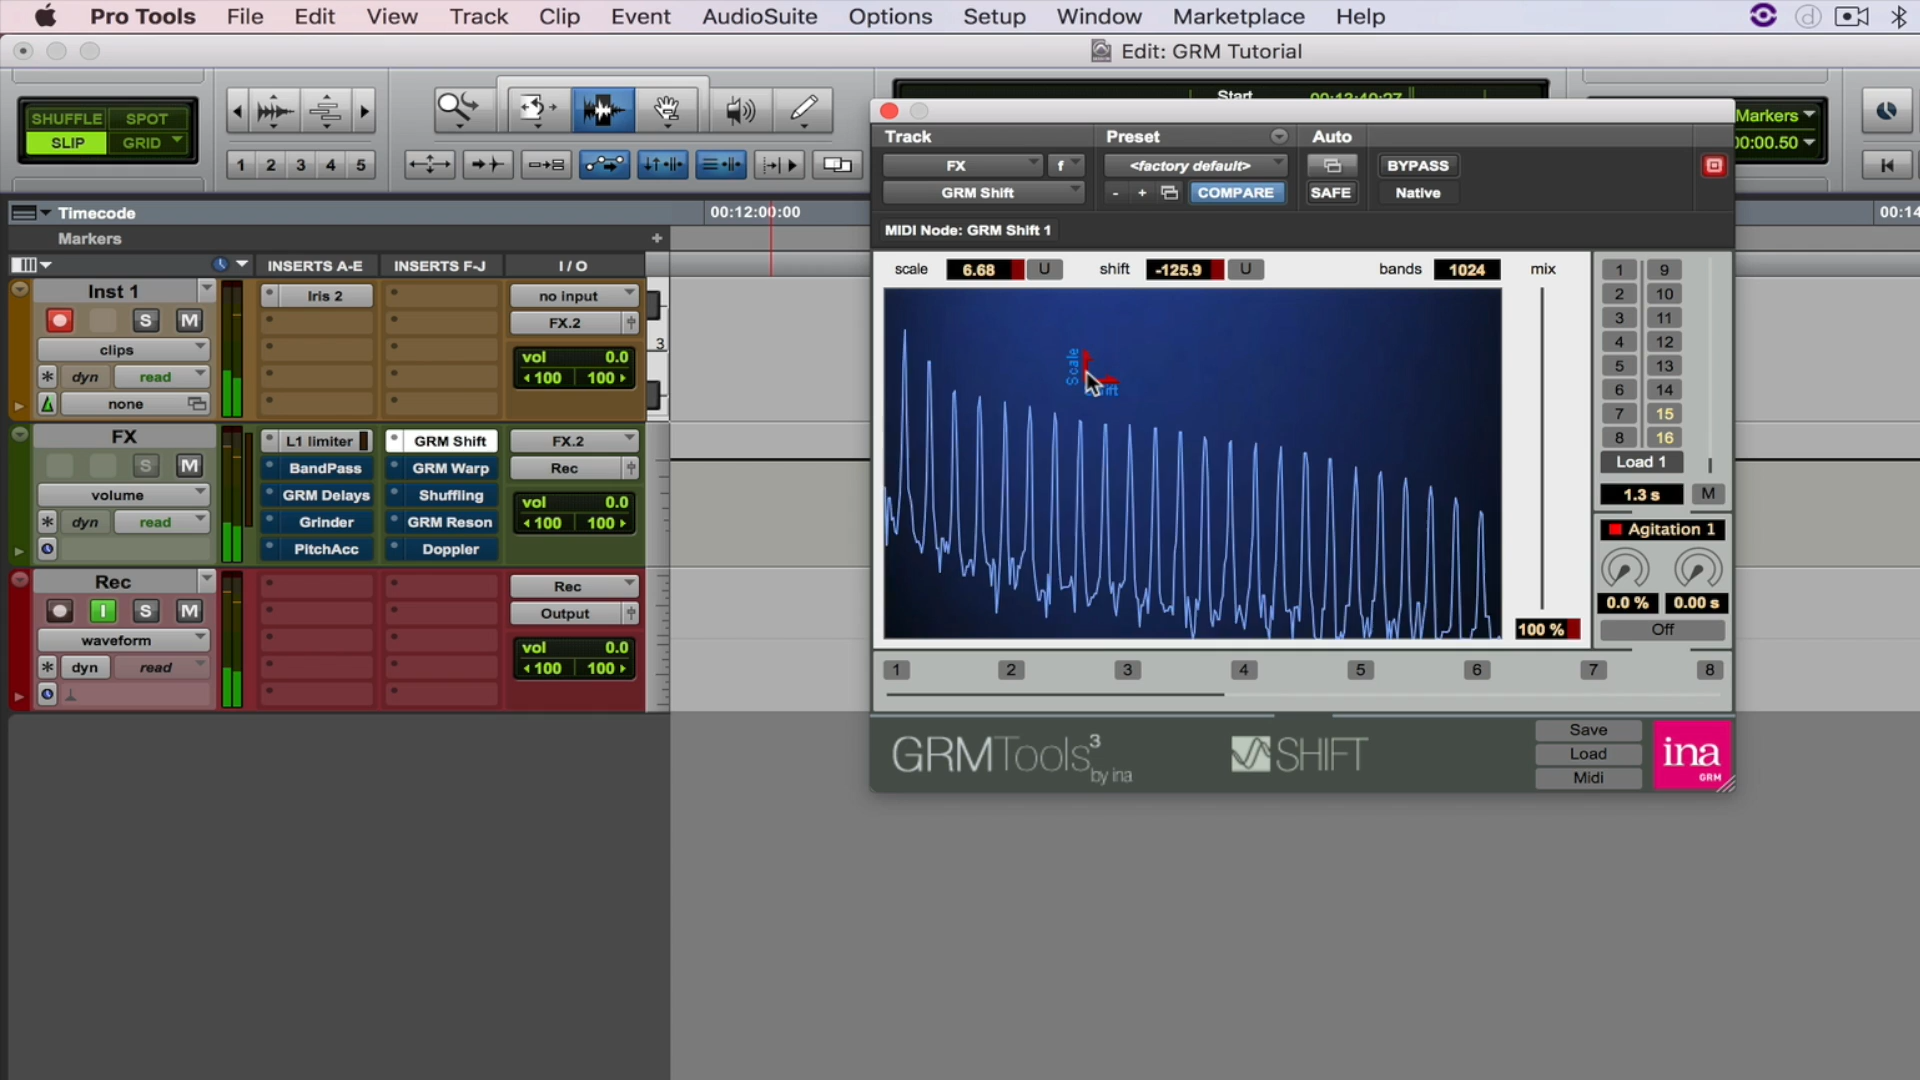 Pro Tools File Edit View Track Clip Event AudioSuite Options Setup Window Marketplace Help
Edit: GRM Tutorial
SHUFFLE SPOT
SLIP GRID
1 2 3 4 5
Start
Markers
Timecode 00:12:00:00 00:14
Markers
INSERTS A-E INSERTS F-J I / O
Inst 1
S M
clips
dyn read
none
Iris 2
no input
FX.2
vol 0.0
100 100
3
FX
S M
volume
dyn read
L1 limiter GRM Shift
BandPass GRM Warp
GRM Delays Shuffling
Grinder GRM Reson
PitchAcc Doppler
FX.2
Rec
vol 0.0
100 100
Rec
I S M
waveform
dyn read
Rec
Output
vol 0.0
100 100
Track Preset Auto
FX f <factory default> BYPASS
GRM Shift - + COMPARE SAFE Native
MIDI Node: GRM Shift 1
scale 6.68 U shift -125.9 U bands 1024 mix
Scale
100 %
1 9
2 10
3 11
4 12
5 13
6 14
7 15
8 16
Load 1
1.3 s M
Agitation 1
0.0 % 0.00 s
Off
1 2 3 4 5 6 7 8
GRMTools3 by ina
SHIFT
Save
Load
Midi
ina
GRM